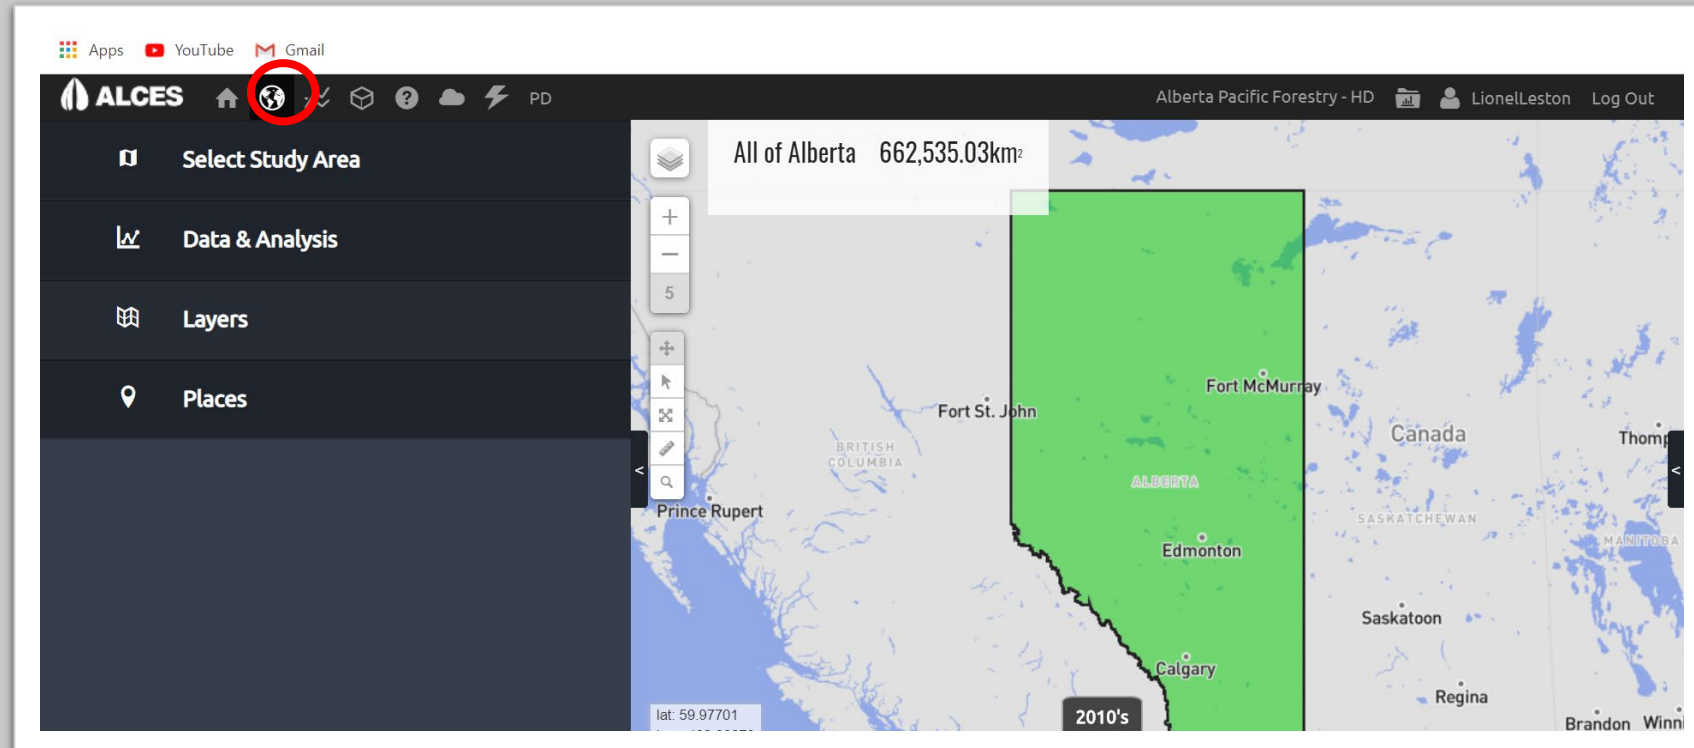 Apps YouTube Gmail
ALCES PD Alberta Pacific Forestry - HD LionelLeston Log Out
Select Study Area
Data & Analysis
Layers
Places
All of Alberta 662,535.03km²
+
−
5
Fort McMurray
Fort St. John
Canada
BRITISH
COLUMBIA
ALBERTA
Prince Rupert
SASKATCHEWAN
MANITOBA
Edmonton
Saskatoon
Calgary
Regina
lat: 59.97701
2010's
Brandon